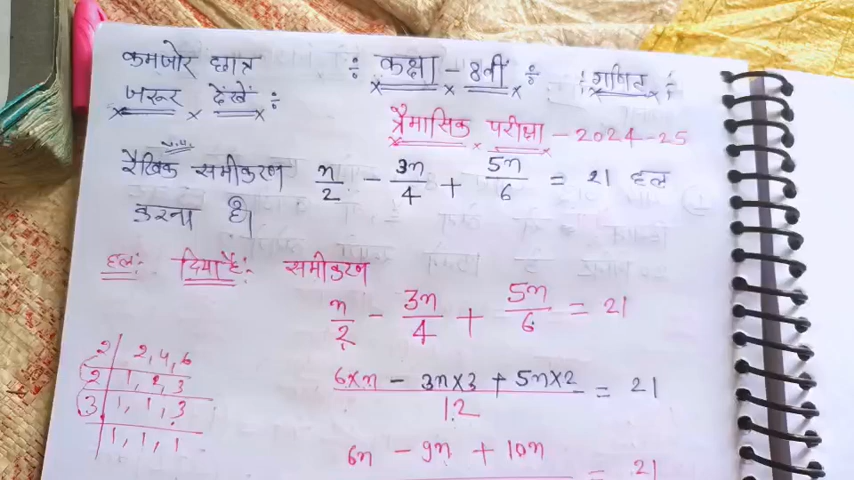 कमजोर छात्र ÷ कक्षा - 8वीं ÷ ÷ गणित ÷
जरूर देखें ÷
त्रैमासिक परीक्षा - 2024-25
रैखिक समीकरण n/2 - 3n/4 + 5n/6 = 21 हल
करना है।
हल:- दिया है:- समीकरण
n/2 - 3n/4 + 5n/6 = 21
2 | 2, 4, 6
2 | 1, 2, 3
3 | 1, 1, 3
1, 1, 1
6×n - 3n×3 + 5n×2 / 12 = 21
6n - 9n + 10n = 21